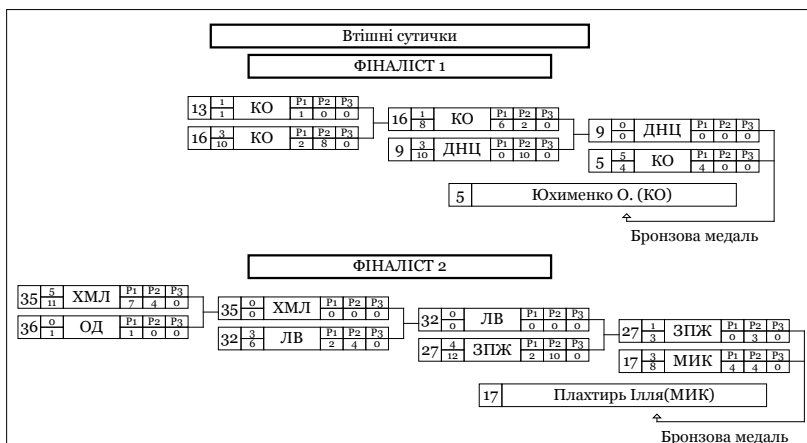 Втішні сутички
ФІНАЛІСТ 1
13 1 1 КО P1 P2 P3 1 0 0
16 3 10 КО P1 P2 P3 2 8 0
16 1 8 КО P1 P2 P3 6 2 0
9 3 10 ДНЦ P1 P2 P3 0 10 0
9 0 0 ДНЦ P1 P2 P3 0 0 0
5 5 4 КО P1 P2 P3 4 0 0
5 Юхименко О. (КО)
Бронзова медаль
ФІНАЛІСТ 2
35 5 11 ХМЛ P1 P2 P3 7 4 0
36 0 1 ОД P1 P2 P3 1 0 0
35 0 0 ХМЛ P1 P2 P3 0 0 0
32 3 6 ЛВ P1 P2 P3 2 4 0
32 0 0 ЛВ P1 P2 P3 0 0 0
27 4 12 ЗПЖ P1 P2 P3 2 10 0
27 1 3 ЗПЖ P1 P2 P3 0 3 0
17 3 8 МИК P1 P2 P3 4 4 0
17 Плахтирь Ілля(МИК)
Бронзова медаль